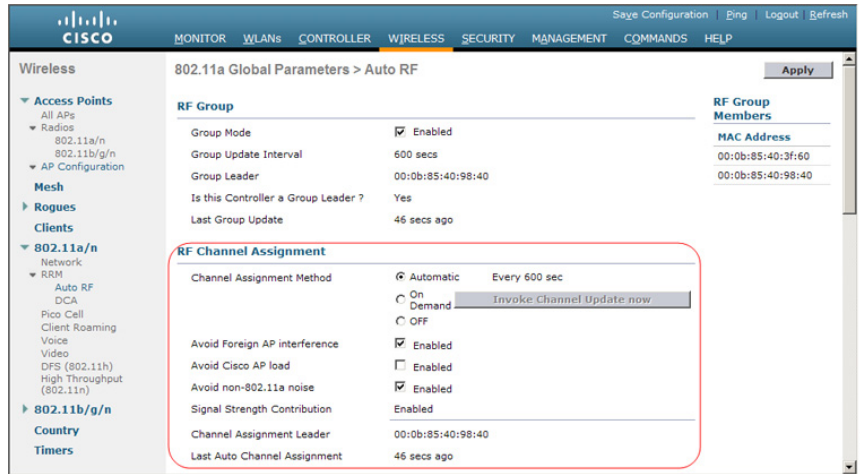 Save Configuration | Ping | Logout | Refresh
CISCO
MONITOR WLANs CONTROLLER WIRELESS SECURITY MANAGEMENT COMMANDS HELP
Wireless
Access Points
All APs
Radios
802.11a/n
802.11b/g/n
AP Configuration
Mesh
Rogues
Clients
802.11a/n
Network
RRM
Auto RF
DCA
Pico Cell
Client Roaming
Voice
Video
DFS (802.11h)
High Throughput
(802.11n)
802.11b/g/n
Country
Timers
802.11a Global Parameters > Auto RF
Apply
RF Group
Group Mode Enabled
Group Update Interval 600 secs
Group Leader 00:0b:85:40:98:40
Is this Controller a Group Leader ? Yes
Last Group Update 46 secs ago
RF Channel Assignment
Channel Assignment Method Automatic Every 600 sec
On
Demand Invoke Channel Update now
OFF
Avoid Foreign AP interference Enabled
Avoid Cisco AP load Enabled
Avoid non-802.11a noise Enabled
Signal Strength Contribution Enabled
Channel Assignment Leader 00:0b:85:40:98:40
Last Auto Channel Assignment 46 secs ago
RF Group
Members
MAC Address
00:0b:85:40:3f:60
00:0b:85:40:98:40